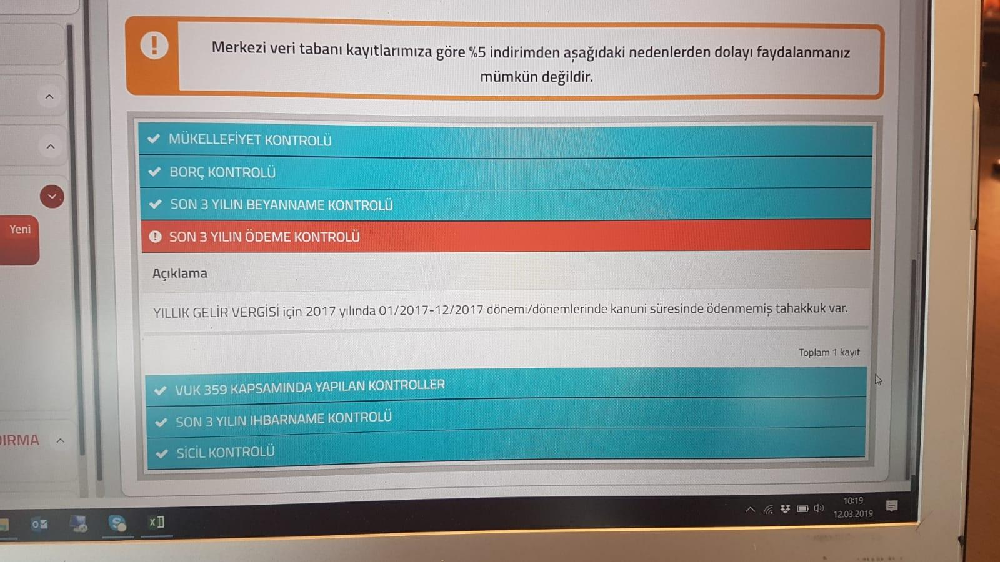 Merkezi veri tabanı kayıtlarımıza göre %5 indirimden aşağıdaki nedenlerden dolayı faydalanmanız
mümkün değildir.
MÜKELLEFİYET KONTROLÜ
BORÇ KONTROLÜ
SON 3 YILIN BEYANNAME KONTROLÜ
Yeni
SON 3 YILIN ÖDEME KONTROLÜ
Açıklama
YILLIK GELİR VERGİSİ için 2017 yılında 01/2017-12/2017 dönemi/dönemlerinde kanuni süresinde ödenmemiş tahakkuk var.
Toplam 1 kayıt
VUK 359 KAPSAMINDA YAPILAN KONTROLLER
SON 3 YILIN IHBARNAME KONTROLÜ
DIRMA
SİCİL KONTROLÜ
10:19
12.03.2019